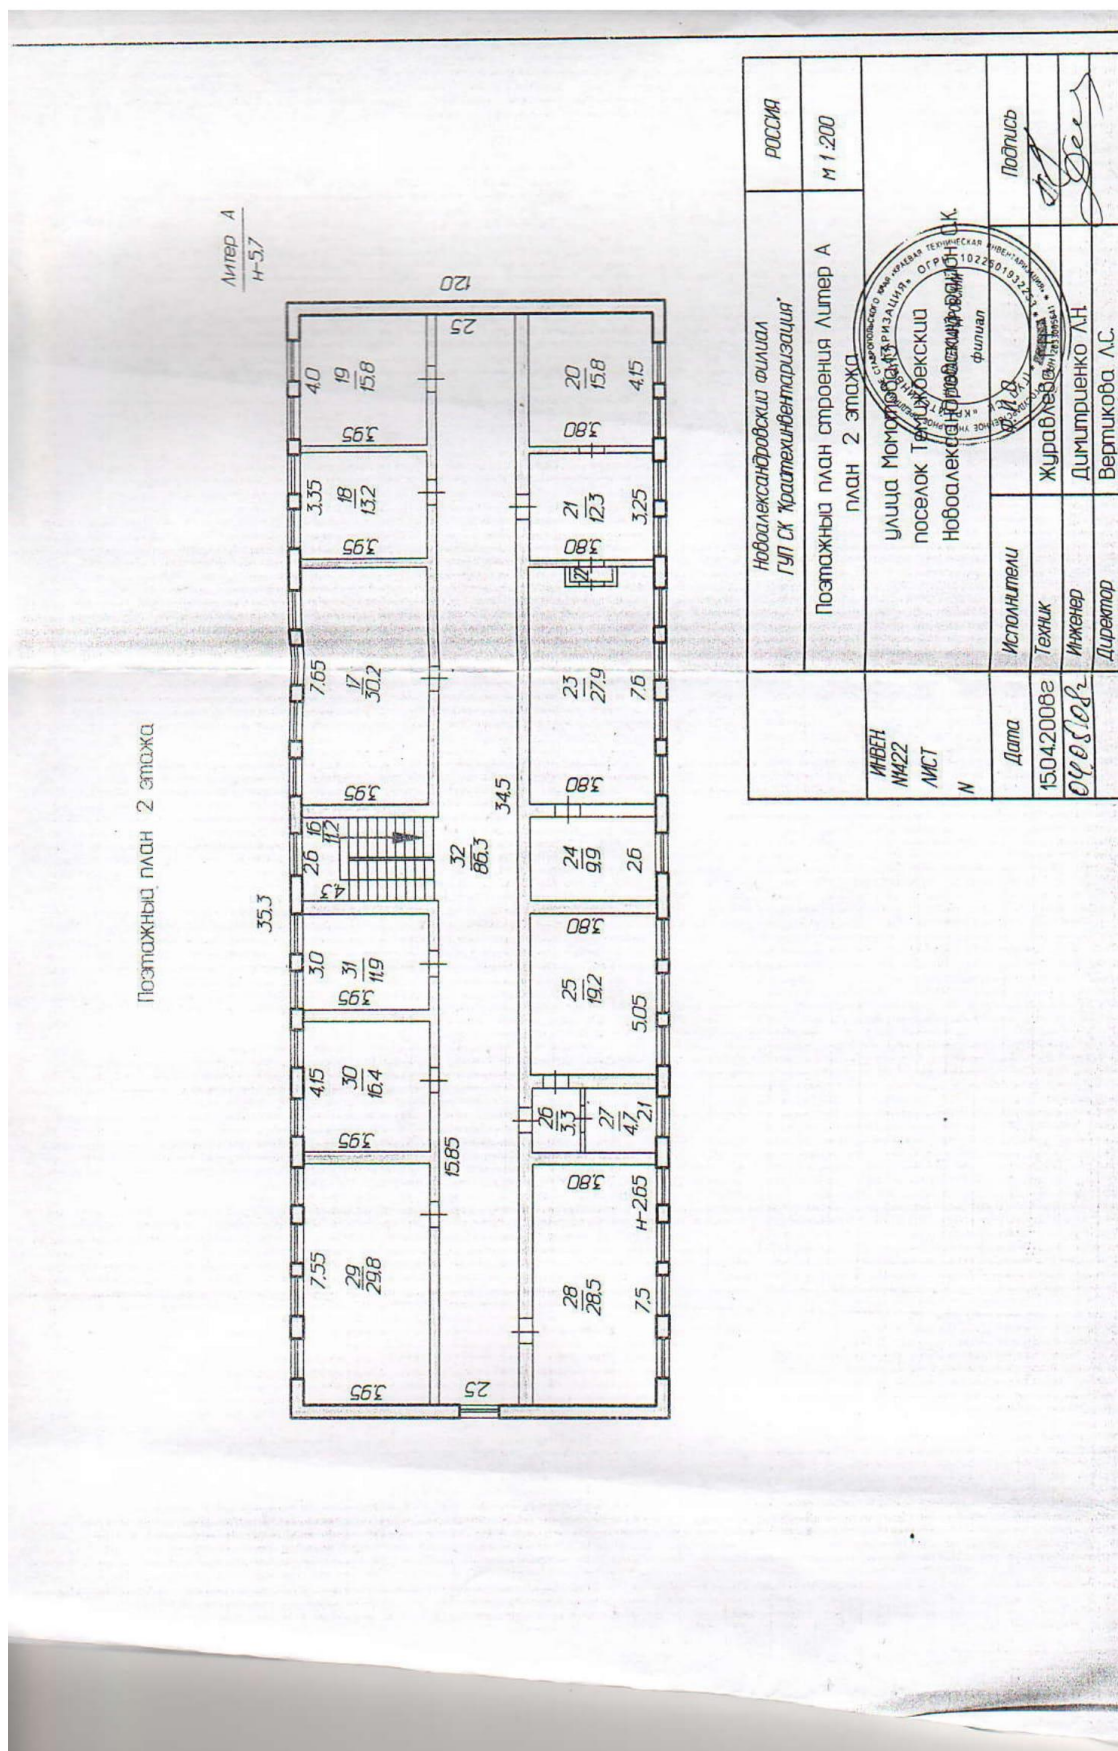 Поэтажный план 2 этажа
Литер А
н-5,7
35,3
12,0
7,55
29
29.8
3.95
4,15
30
16.4
3.95
3.0
31
11.9
3.95
4.3
2.6
16
11.2
7.65
17
30.2
3.95
3.35
18
13.2
3.95
4.0
19
15.8
3.95
15.85
32
86.3
34.5
2.5
2.5
28
28.5
7.5
н-2.65
3.80
26
3.3
27
4.7
2.1
25
19.2
5.05
3.80
24
9.9
2.6
3.80
23
27.9
7.6
22
3.80
21
12.3
3.25
3.80
20
15.8
4.15
Новоалександровский филиал
ГУП СК "Крайтехинвентаризация"
РОССИЯ
Поэтажный план строения Литер А
план 2 этажа
М 1:200
ИНВЕН.
N1422
ЛИСТ
N
улица Момотова
поселок Темижбекский
Новоалександровский район С.К.
филиал
Дата
Исполнители
Подпись
15.04.2008г
Техник
Журавлева
Инженер
Димитриенко Л.Н.
Директор
Вертикова Л.С.